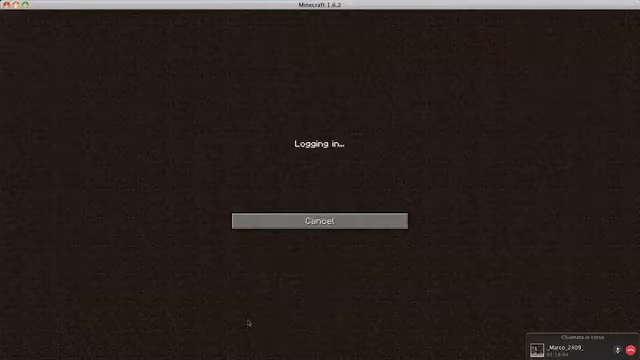 Minecraft 1.6.2
Logging in...
Cancel
Chiamata in corso
_Marco_2409_